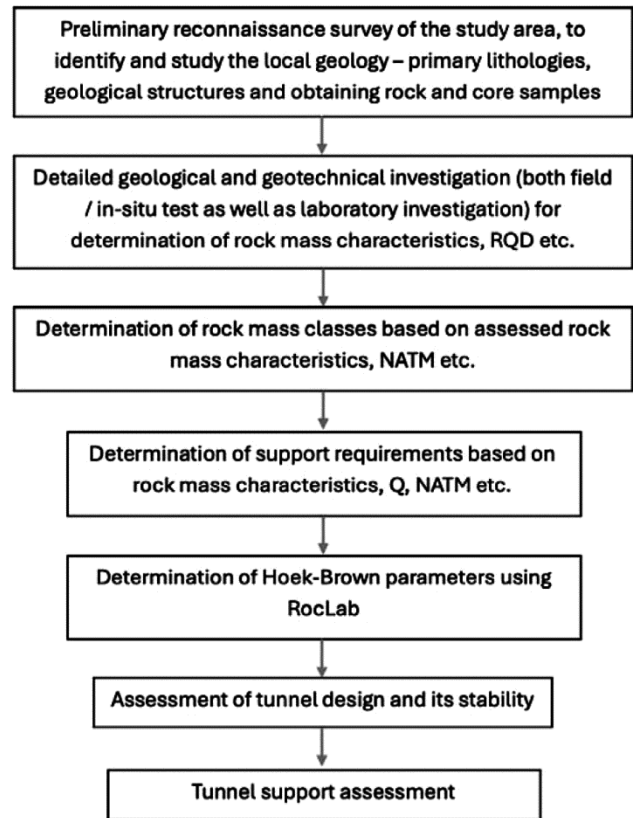 Preliminary reconnaissance survey of the study area, to
identify and study the local geology – primary lithologies,
geological structures and obtaining rock and core samples
Detailed geological and geotechnical investigation (both field
/ in-situ test as well as laboratory investigation) for
determination of rock mass characteristics, RQD etc.
Determination of rock mass classes based on assessed rock
mass characteristics, NATM etc.
Determination of support requirements based on
rock mass characteristics, Q, NATM etc.
Determination of Hoek-Brown parameters using
RocLab
Assessment of tunnel design and its stability
Tunnel support assessment